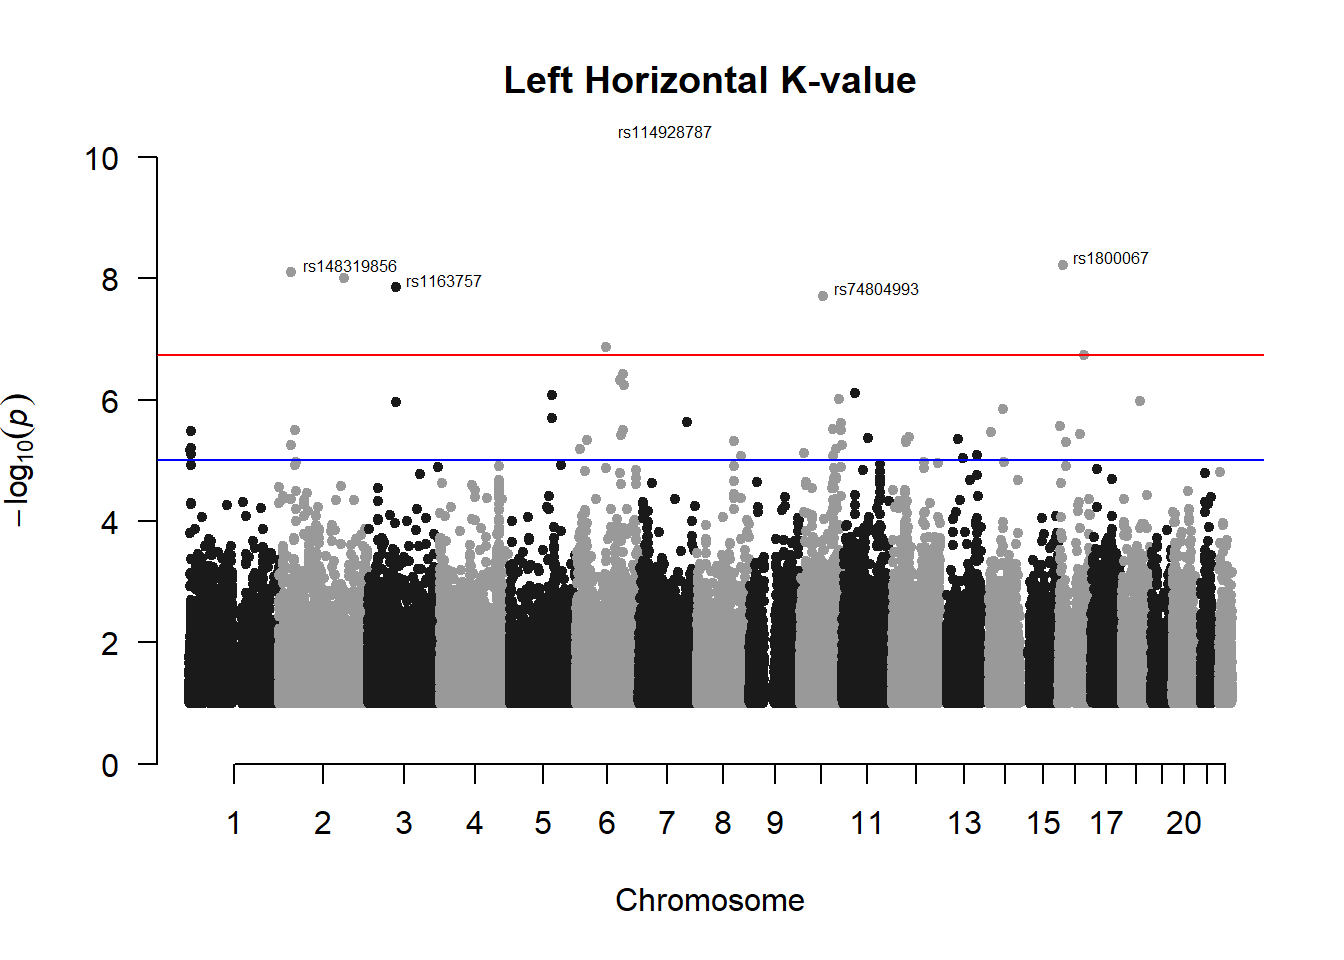 Left Horizontal K-value
rs114928787
10
rs1800067
rs148319856
8
rs1163757
rs74804993
6
−log10(p)
4
2
0
1 2 3 4 5 6 7 8 9 11 13 15 17 20
Chromosome